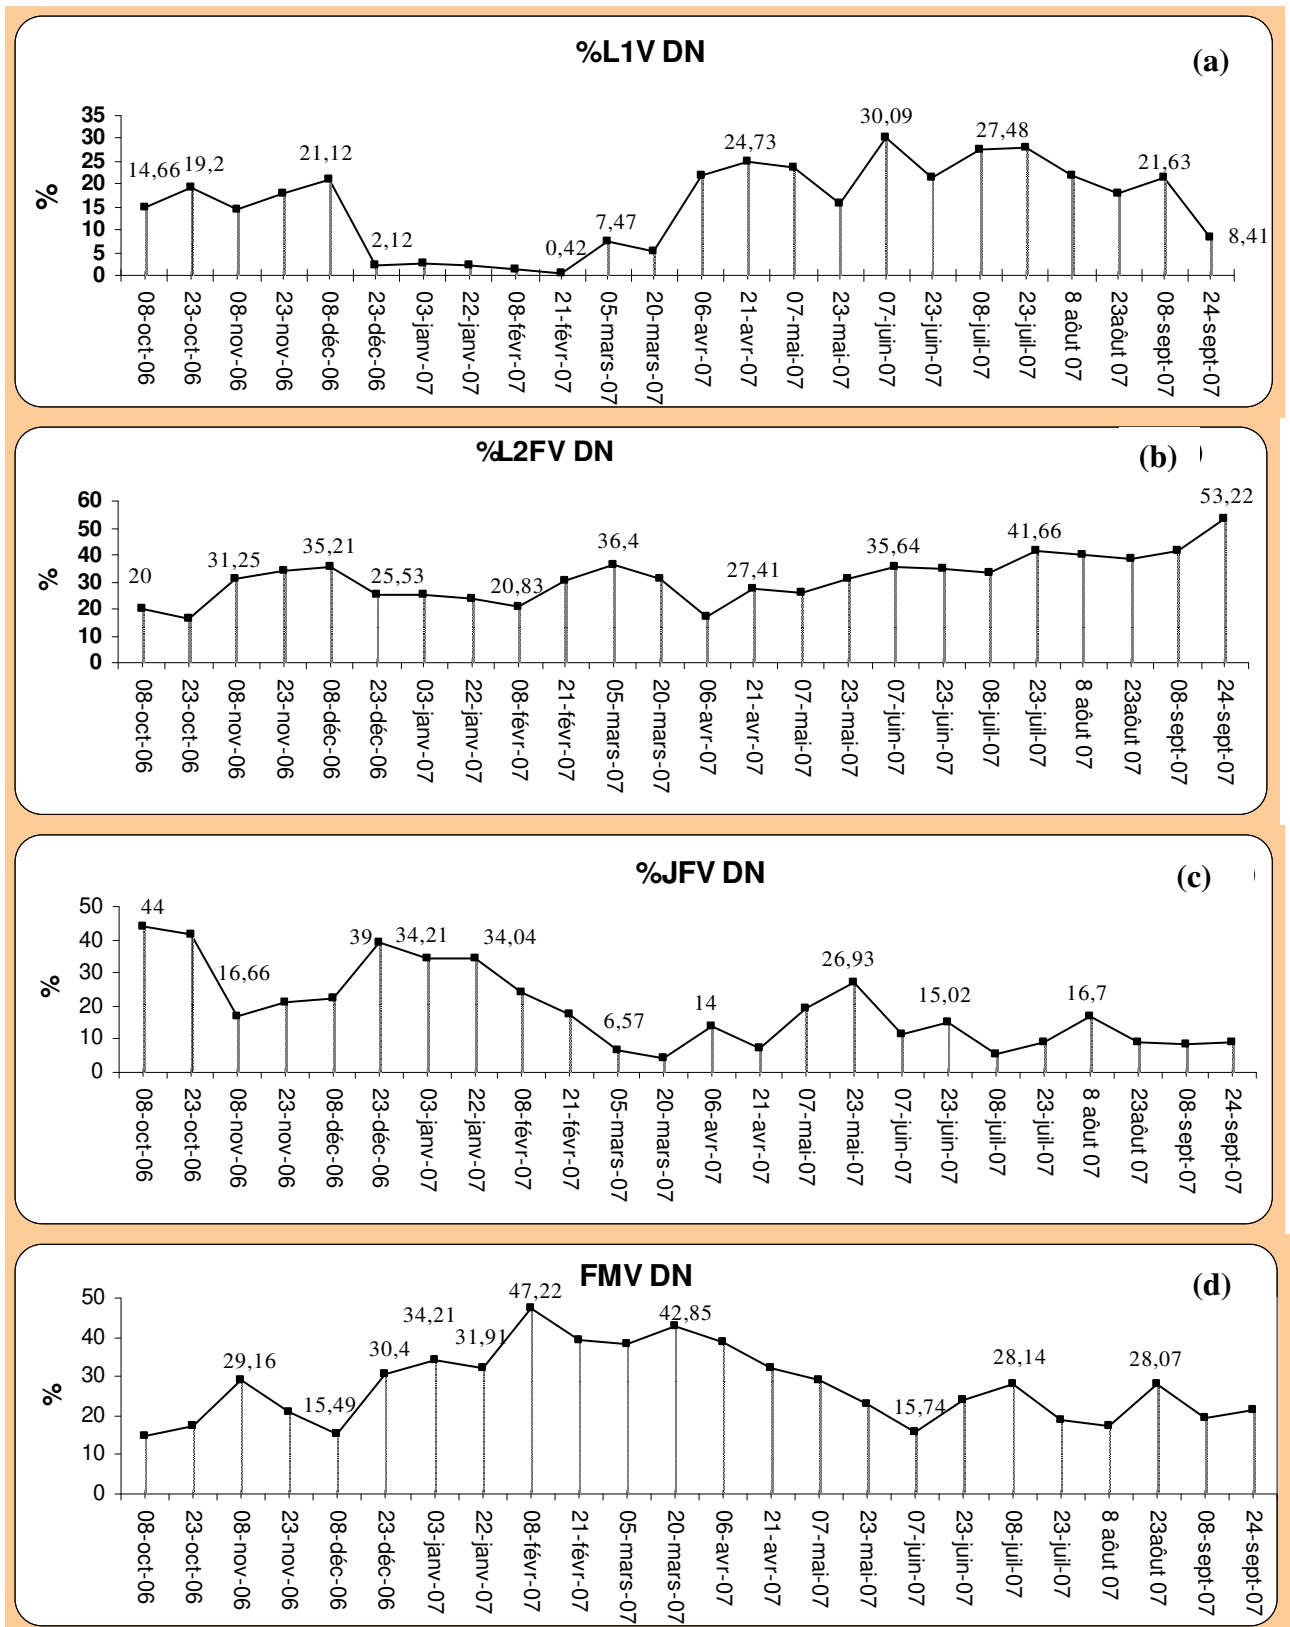 %L1V DN
(a)
35
30
25
20
15
10
5
0
%
14,66 19,2
21,12
2,12
0,42
7,47
24,73
30,09
27,48
21,63
8,41
08-oct-06
23-oct-06
08-nov-06
23-nov-06
08-déc-06
23-déc-06
03-janv-07
22-janv-07
08-févr-07
21-févr-07
05-mars-07
20-mars-07
06-avr-07
21-avr-07
07-mai-07
23-mai-07
07-juin-07
23-juin-07
08-juil-07
23-juil-07
8 aôut 07
23aôut 07
08-sept-07
24-sept-07
%L2FV DN
(b)
60
50
40
30
20
10
0
%
20
31,25
35,21
25,53
20,83
36,4
27,41
35,64
41,66
53,22
08-oct-06
23-oct-06
08-nov-06
23-nov-06
08-déc-06
23-déc-06
03-janv-07
22-janv-07
08-févr-07
21-févr-07
05-mars-07
20-mars-07
06-avr-07
21-avr-07
07-mai-07
23-mai-07
07-juin-07
23-juin-07
08-juil-07
23-juil-07
8 aôut 07
23aôut 07
08-sept-07
24-sept-07
%JFV DN
(c)
50
40
30
20
10
0
%
44
16,66
39
34,21
34,04
6,57
14
26,93
15,02
16,7
08-oct-06
23-oct-06
08-nov-06
23-nov-06
08-déc-06
23-déc-06
03-janv-07
22-janv-07
08-févr-07
21-févr-07
05-mars-07
20-mars-07
06-avr-07
21-avr-07
07-mai-07
23-mai-07
07-juin-07
23-juin-07
08-juil-07
23-juil-07
8 aôut 07
23aôut 07
08-sept-07
24-sept-07
FMV DN
(d)
50
40
30
20
10
0
%
29,16
15,49
30,4
34,21
31,91
47,22
42,85
15,74
28,14
28,07
08-oct-06
23-oct-06
08-nov-06
23-nov-06
08-déc-06
23-déc-06
03-janv-07
22-janv-07
08-févr-07
21-févr-07
05-mars-07
20-mars-07
06-avr-07
21-avr-07
07-mai-07
23-mai-07
07-juin-07
23-juin-07
08-juil-07
23-juil-07
8 aôut 07
23aôut 07
08-sept-07
24-sept-07